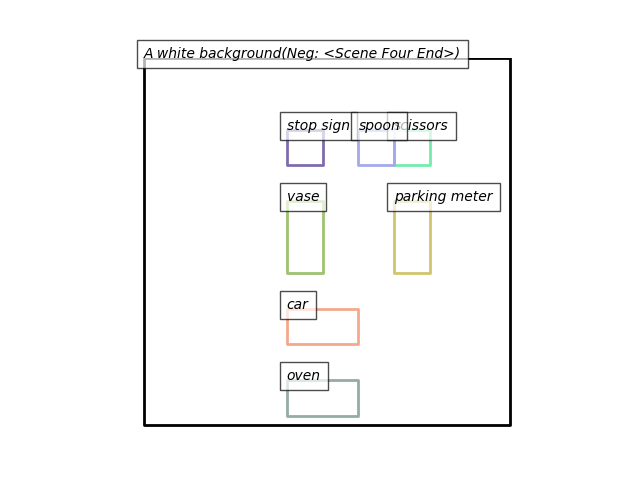 A white background(Neg: <Scene Four End>)
stop sign
spoon
scissors
vase
parking meter
car
oven